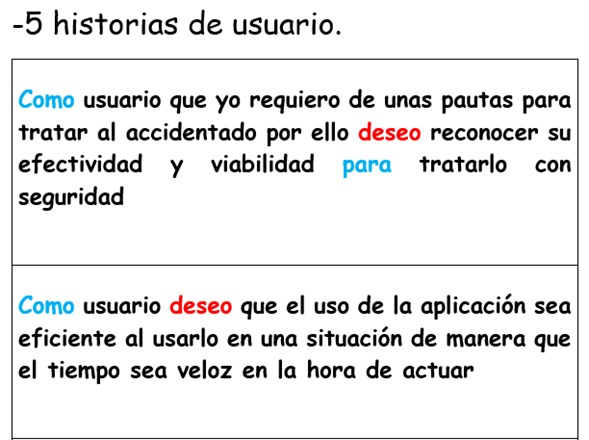 -5 historias de usuario.
Como usuario que yo requiero de unas pautas para
tratar al accidentado por ello deseo reconocer su
efectividad y viabilidad para tratarlo con
seguridad
Como usuario deseo que el uso de la aplicación sea
eficiente al usarlo en una situación de manera que
el tiempo sea veloz en la hora de actuar